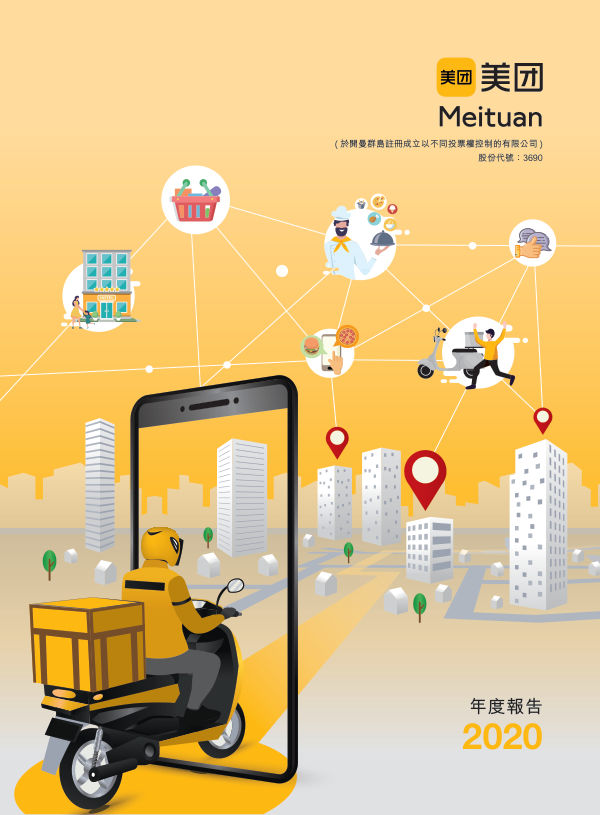 美团 美团
Meituan
(於開曼群島註冊成立以不同投票權控制的有限公司)
股份代號：3690
年度報告
2020